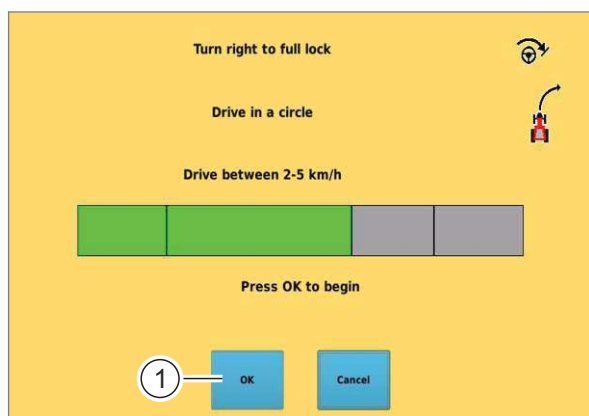 Turn right to full lock
Drive in a circle
Drive between 2-5 km/h
Press OK to begin
1 OK Cancel